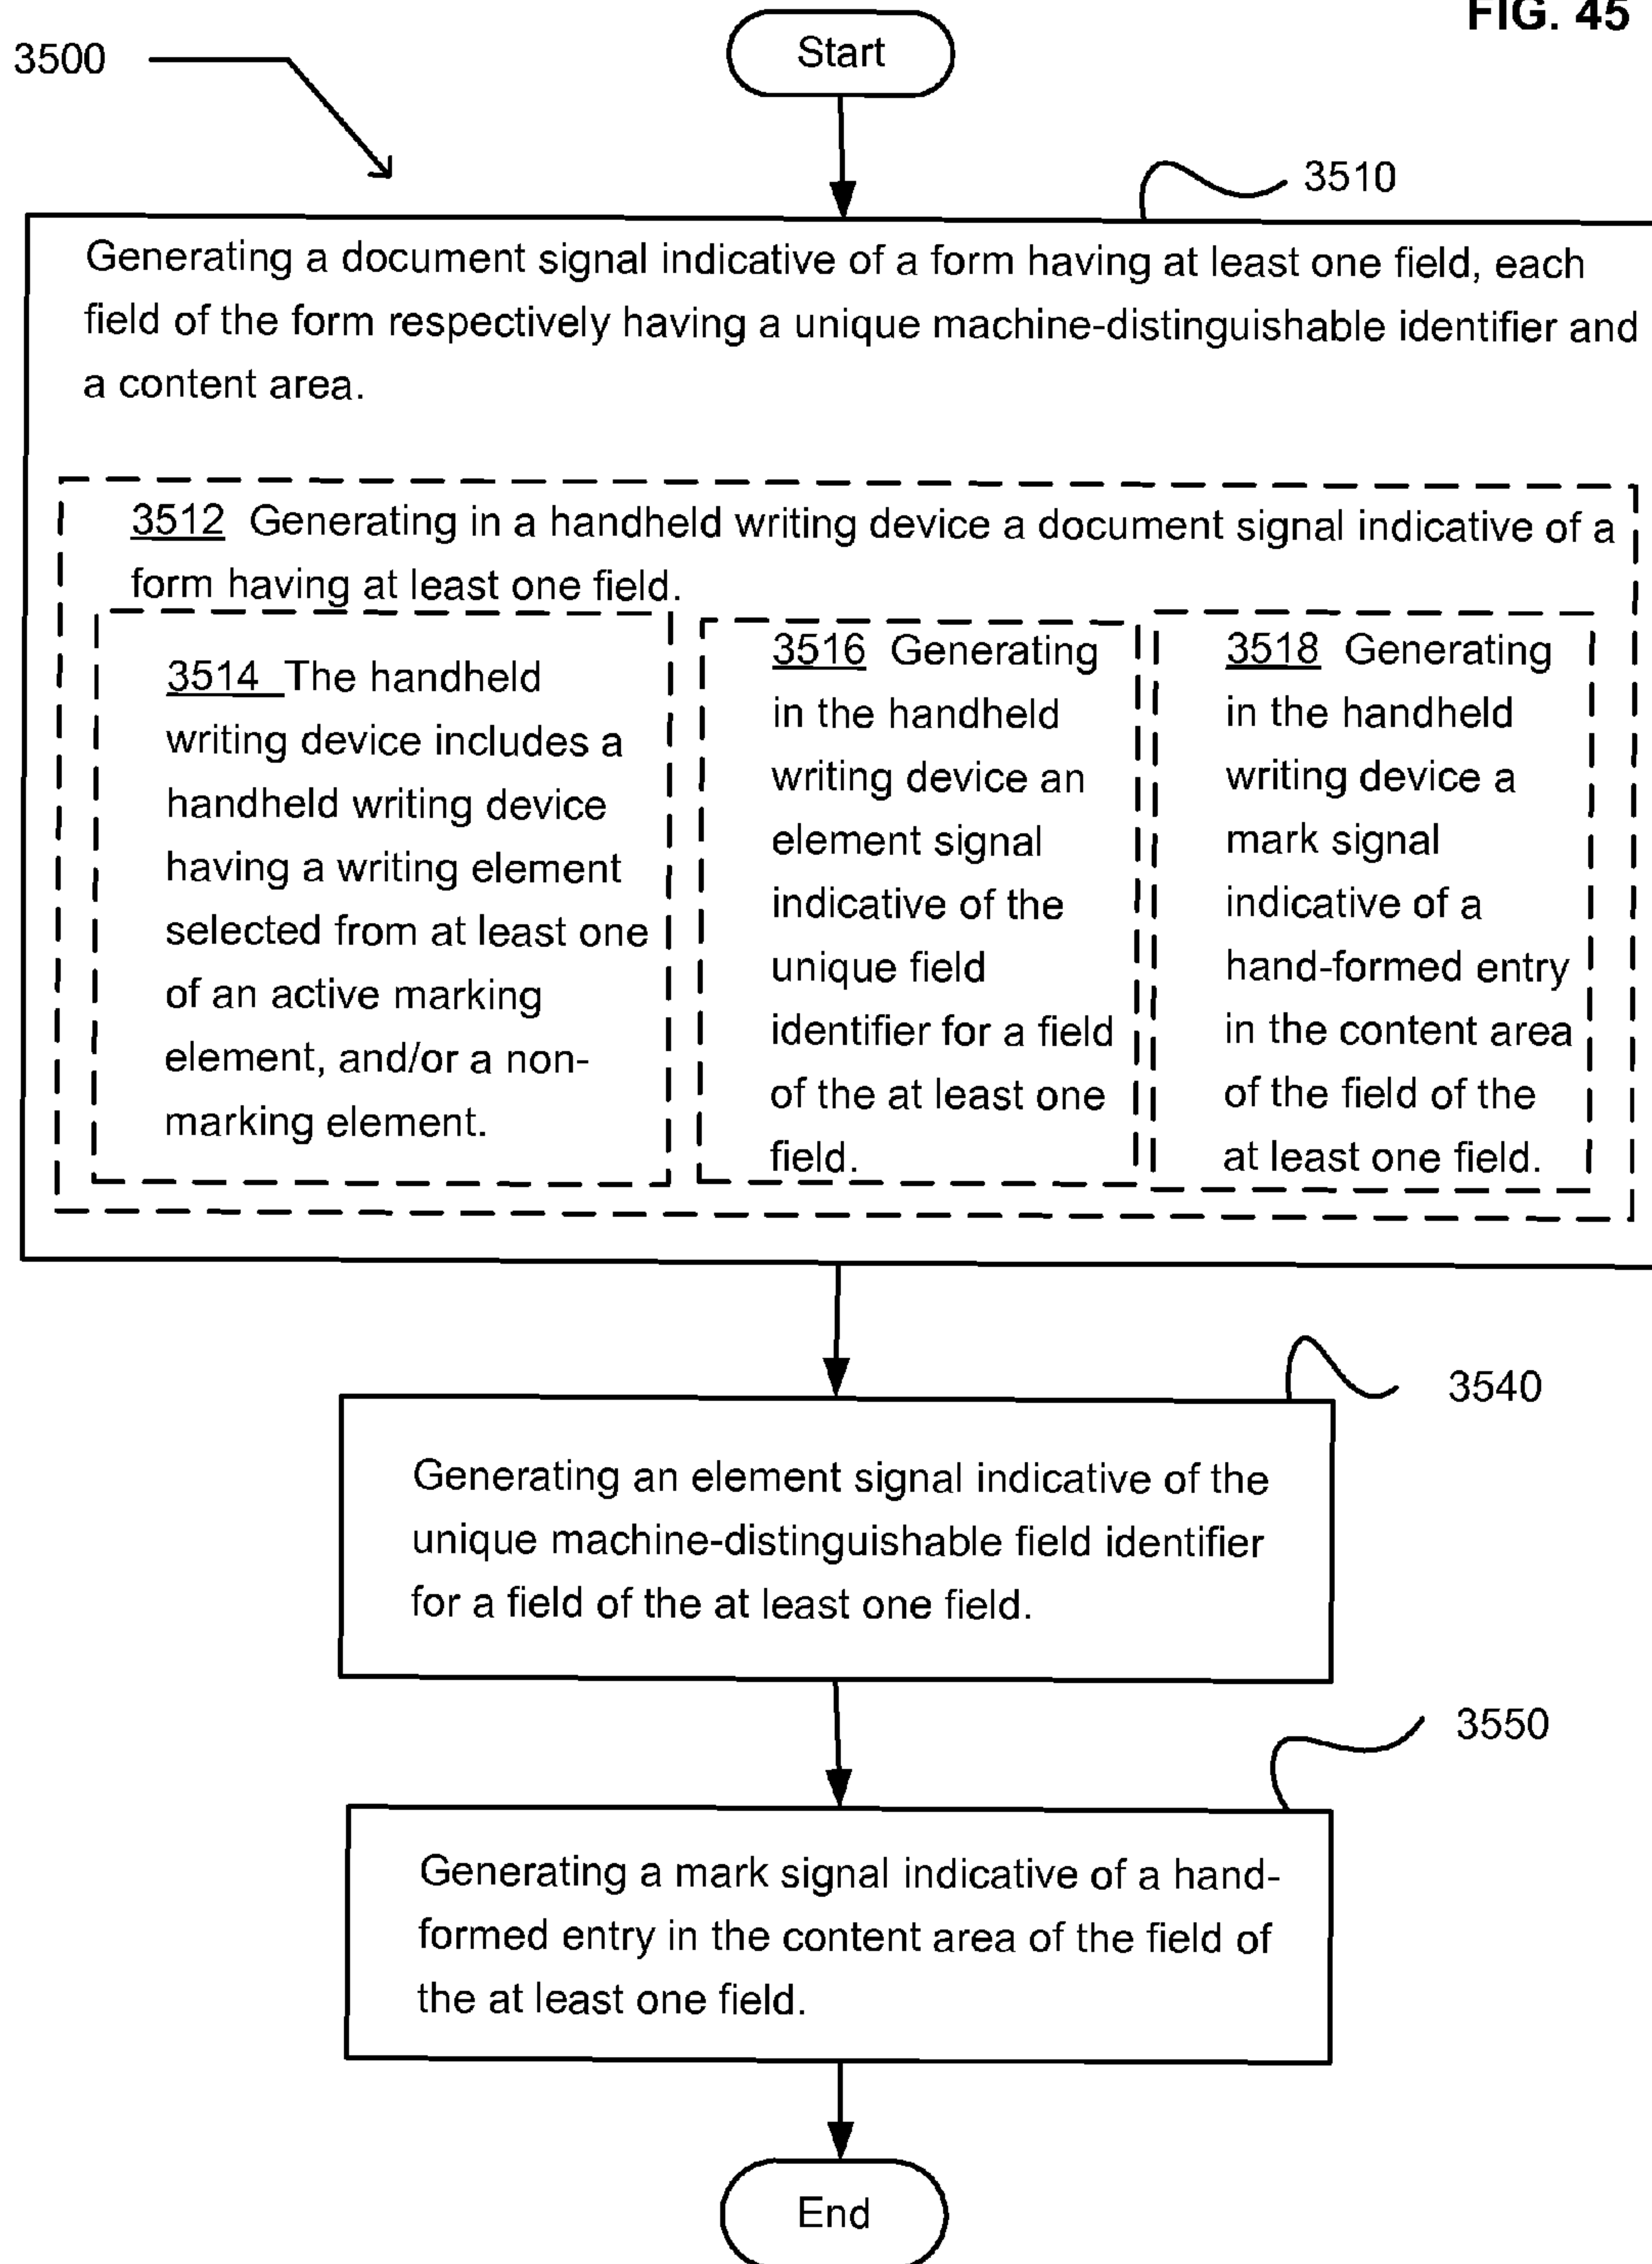 FIG. 45
3500
Start
3510
Generating a document signal indicative of a form having at least one field, each
field of the form respectively having a unique machine-distinguishable identifier and
a content area.
3512 Generating in a handheld writing device a document signal indicative of a
form having at least one field.
3514 The handheld
writing device includes a
handheld writing device
having a writing element
selected from at least one
of an active marking
element, and/or a non-
marking element.
3516 Generating
in the handheld
writing device an
element signal
indicative of the
unique field
identifier for a field
of the at least one
field.
3518 Generating
in the handheld
writing device a
mark signal
indicative of a
hand-formed entry
in the content area
of the field of the
at least one field.
3540
Generating an element signal indicative of the
unique machine-distinguishable field identifier
for a field of the at least one field.
3550
Generating a mark signal indicative of a hand-
formed entry in the content area of the field of
the at least one field.
End